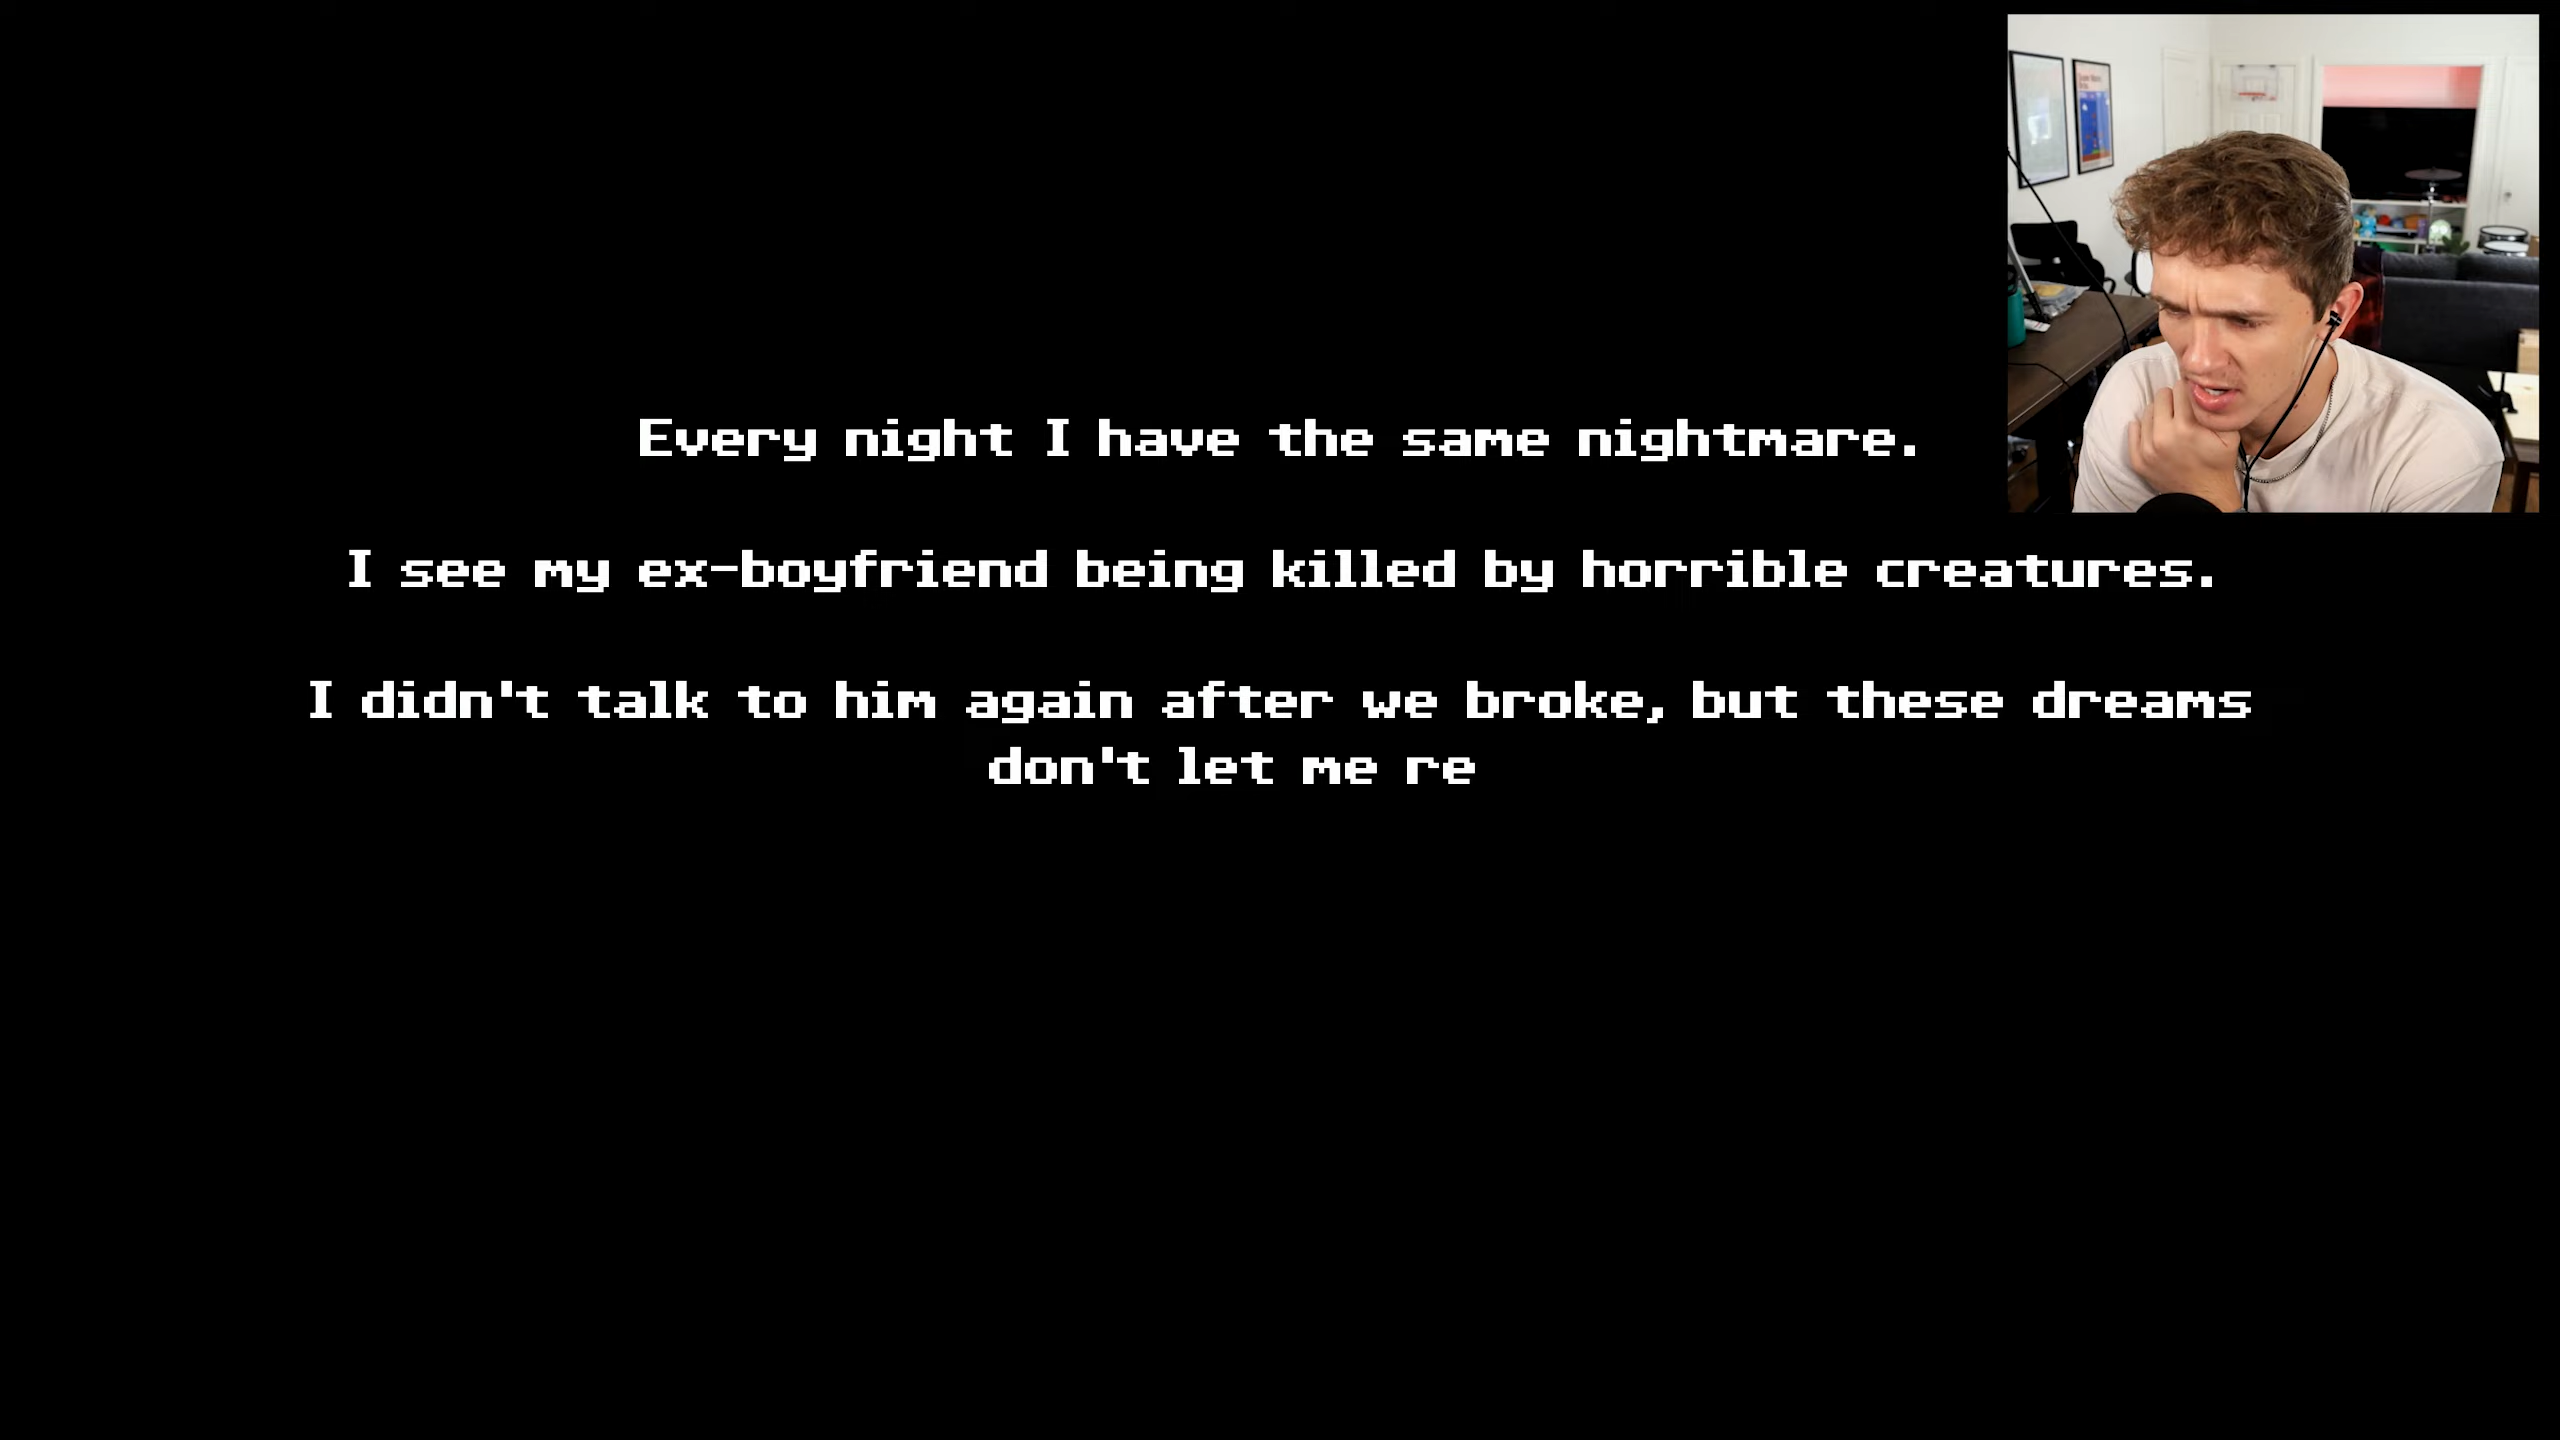 Every night I have the same nightmare.
I see my ex-boyfriend being killed by horrible creatures.
I didn't talk to him again after we broke, but these dreams
don't let me re